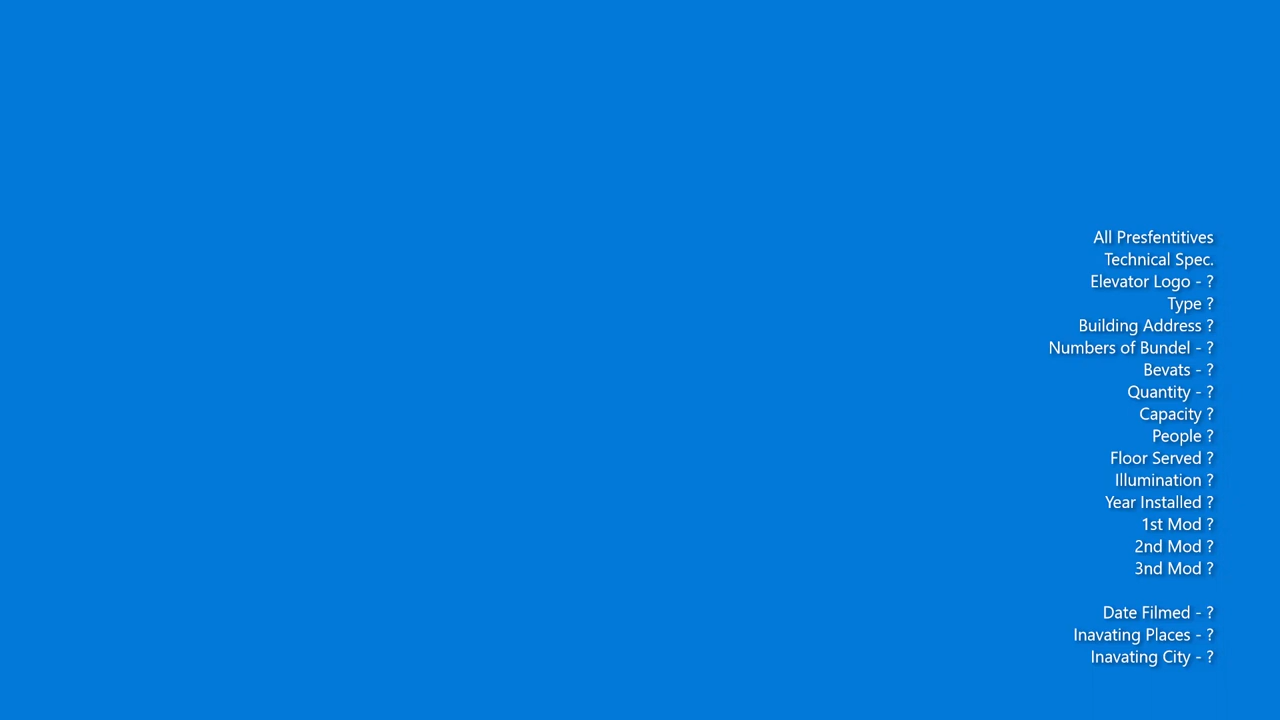 All Presfentitives
Technical Spec.
Elevator Logo - ?
Type ?
Building Address ?
Numbers of Bundel - ?
Bevats - ?
Quantity - ?
Capacity ?
People ?
Floor Served ?
Illumination ?
Year Installed ?
1st Mod ?
2nd Mod ?
3nd Mod ?
Date Filmed - ?
Inavating Places - ?
Inavating City - ?